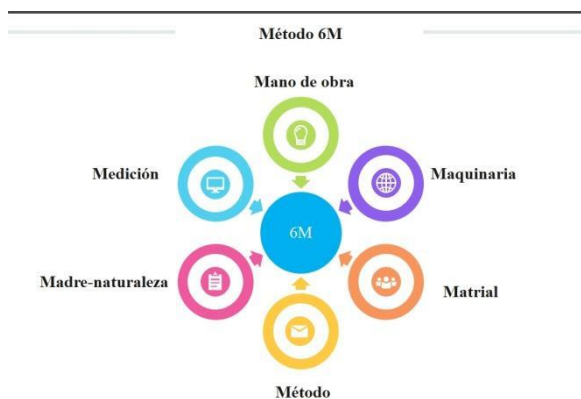 Método 6M
Mano de obra
Medición
Maquinaria
6M
Madre-naturaleza
Matrial
Método